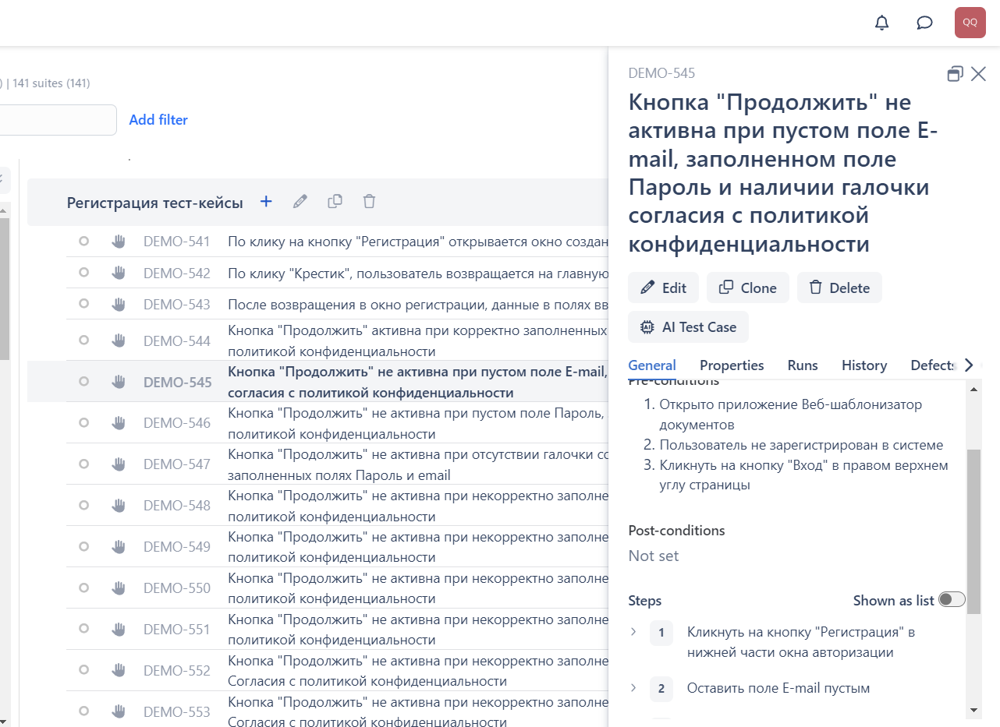 QQ
) | 141 suites (141)
Add filter
Регистрация тест-кейсы
DEMO-541 По клику на кнопку "Регистрация" открывается окно создан
DEMO-542 По клику "Крестик", пользователь возвращается на главную
DEMO-543 После возвращения в окно регистрации, данные в полях вв
DEMO-544 Кнопка "Продолжить" активна при корректно заполненных
политикой конфиденциальности
DEMO-545 Кнопка "Продолжить" не активна при пустом поле E-mail,
согласия с политикой конфиденциальности
DEMO-546 Кнопка "Продолжить" не активна при пустом поле Пароль,
политикой конфиденциальности
DEMO-547 Кнопка "Продолжить" не активна при отсутствии галочки со
заполненных полях Пароль и email
DEMO-548 Кнопка "Продолжить" не активна при некорректно заполне
политикой конфиденциальности
DEMO-549 Кнопка "Продолжить" не активна при некорректно заполне
политикой конфиденциальности
DEMO-550 Кнопка "Продолжить" не активна при некорректно заполне
политикой конфиденциальности
DEMO-551 Кнопка "Продолжить" не активна при некорректно заполне
политикой конфиденциальности
DEMO-552 Кнопка "Продолжить" не активна при некорректно заполне
Согласия с политикой конфиденциальности
DEMO-553 Кнопка "Продолжить" не активна при некорректно заполне
Согласия с политикой конфиденциальности
DEMO-545
Кнопка "Продолжить" не
активна при пустом поле E-
mail, заполненном поле
Пароль и наличии галочки
согласия с политикой
конфиденциальности
Edit Clone Delete
AI Test Case
General Properties Runs History Defects
Pre-conditions
1. Открыто приложение Веб-шаблонизатор
документов
2. Пользователь не зарегистрирован в системе
3. Кликнуть на кнопку "Вход" в правом верхнем
углу страницы
Post-conditions
Not set
Steps Shown as list
1 Кликнуть на кнопку "Регистрация" в
нижней части окна авторизации
2 Оставить поле E-mail пустым